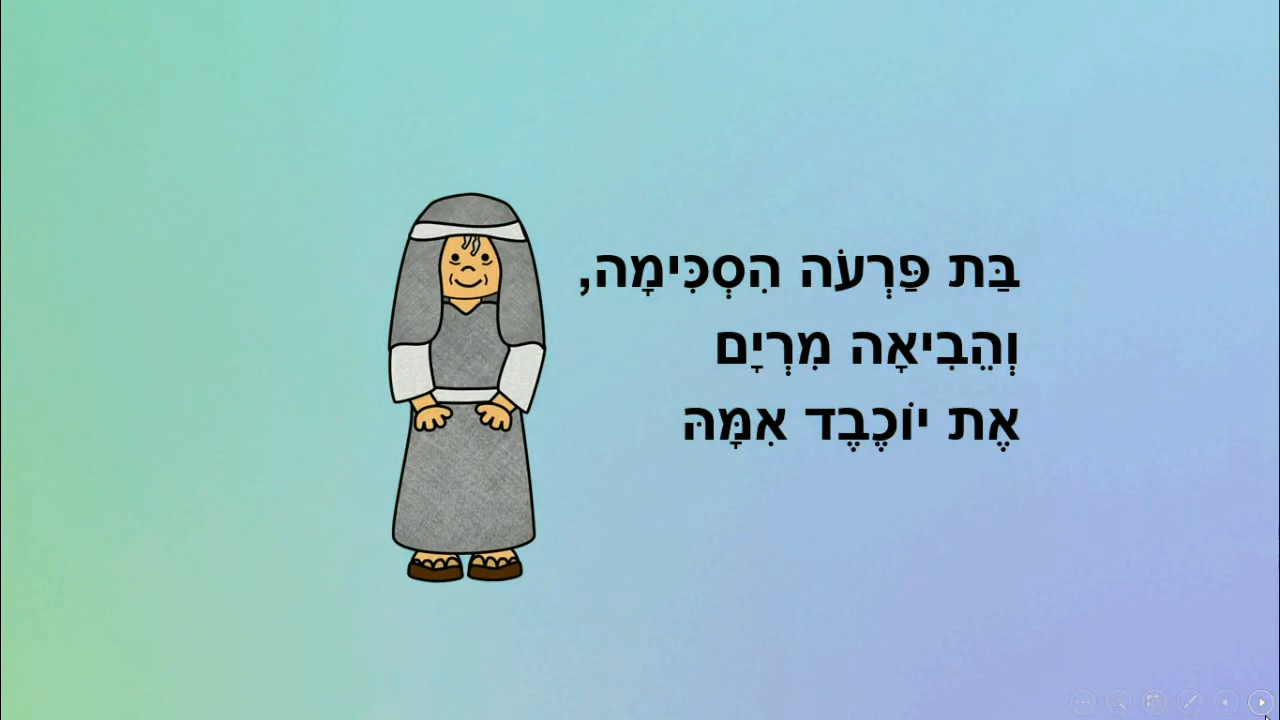 בַּת פַּרְעֹה הִסְכִּימָה,
וְהֵבִיאָה מִרְיָם
אֶת יוֹכֶבֶד אִמָּהּ